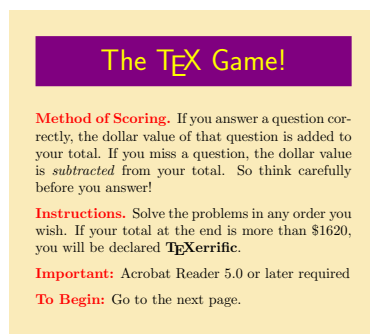 The TEX Game!
Method of Scoring. If you answer a question cor-
rectly, the dollar value of that question is added to
your total. If you miss a question, the dollar value
is subtracted from your total. So think carefully
before you answer!
Instructions. Solve the problems in any order you
wish. If your total at the end is more than $1620,
you will be declared TEXerrific.
Important: Acrobat Reader 5.0 or later required
To Begin: Go to the next page.